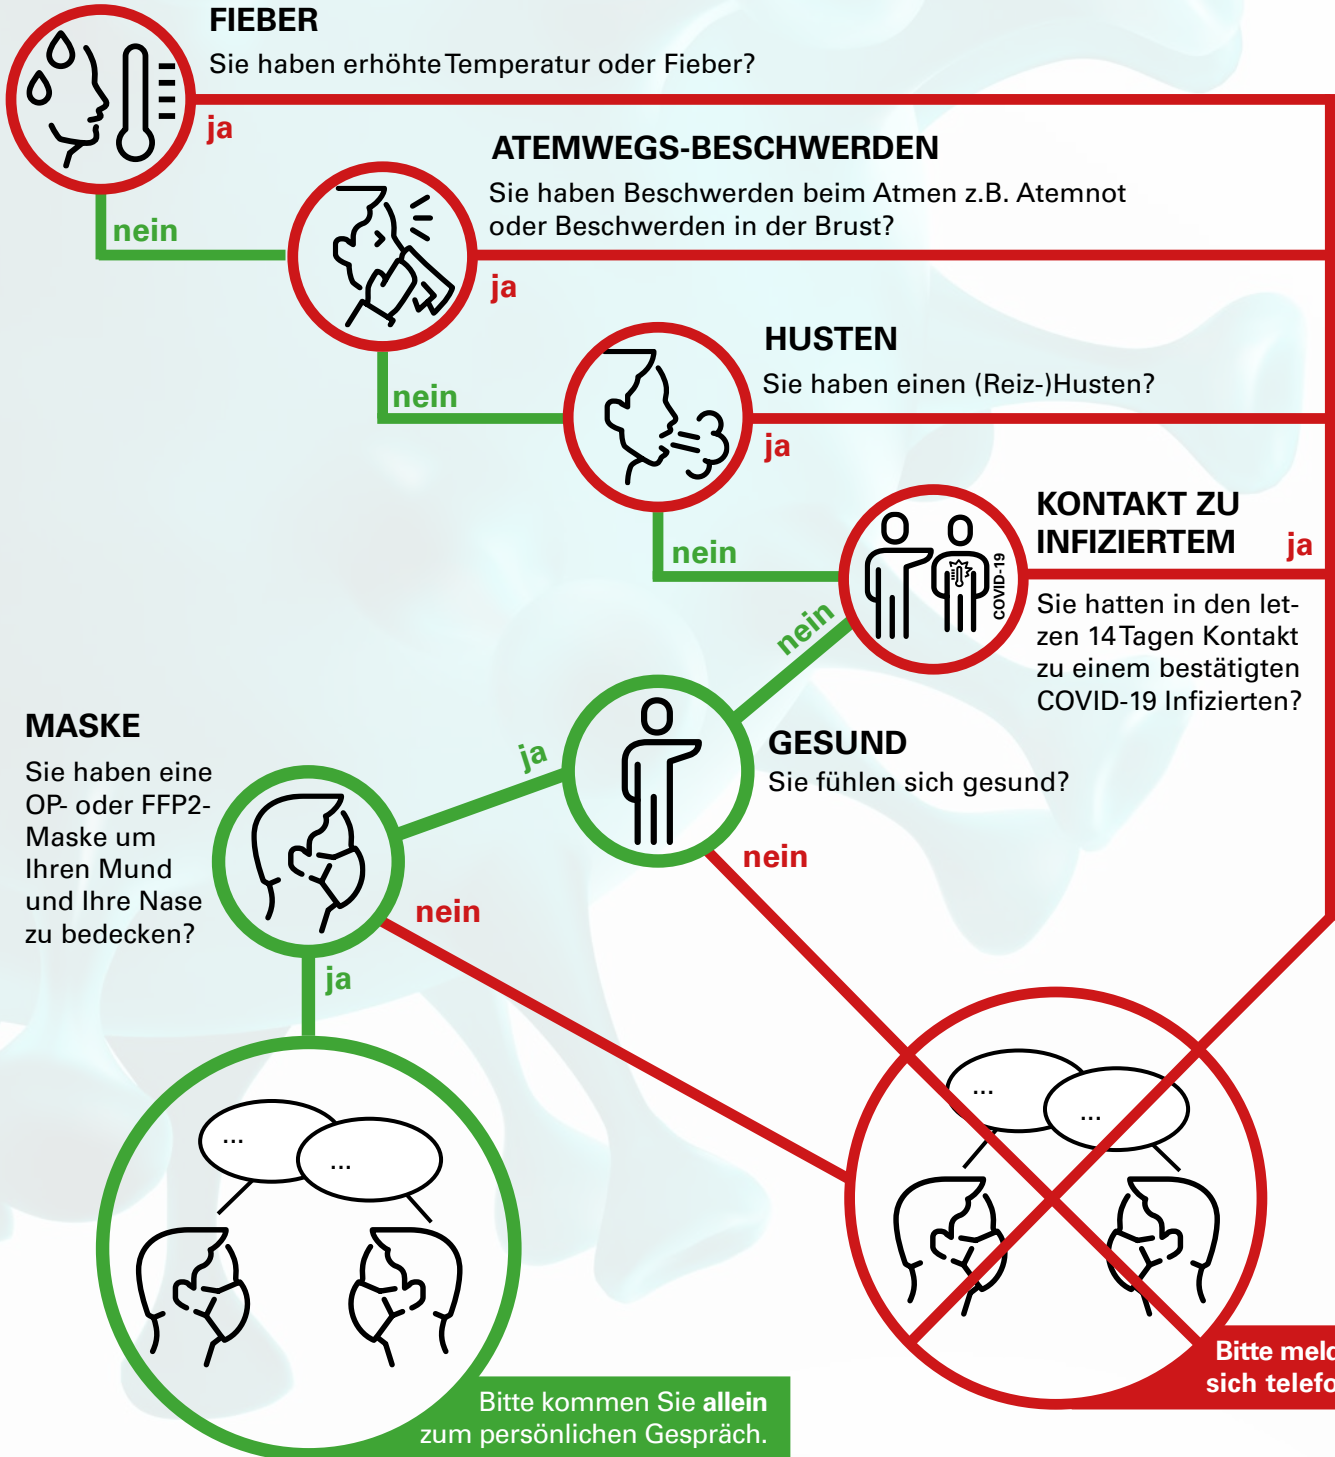 FIEBER
Sie haben erhöhte Temperatur oder Fieber?
ja
nein
ATEMWEGS-BESCHWERDEN
Sie haben Beschwerden beim Atmen z.B. Atemnot
oder Beschwerden in der Brust?
ja
nein
HUSTEN
Sie haben einen (Reiz-)Husten?
ja
nein
KONTAKT ZU
INFIZIERTEM
ja
COVID-19
Sie hatten in den let-
zen 14 Tagen Kontakt
zu einem bestätigten
COVID-19 Infizierten?
nein
GESUND
Sie fühlen sich gesund?
ja
nein
MASKE
Sie haben eine
OP- oder FFP2-
Maske um
Ihren Mund
und Ihre Nase
zu bedecken?
nein
ja
...
...
...
...
Bitte kommen Sie allein
zum persönlichen Gespräch.
Bitte meld
sich telefo